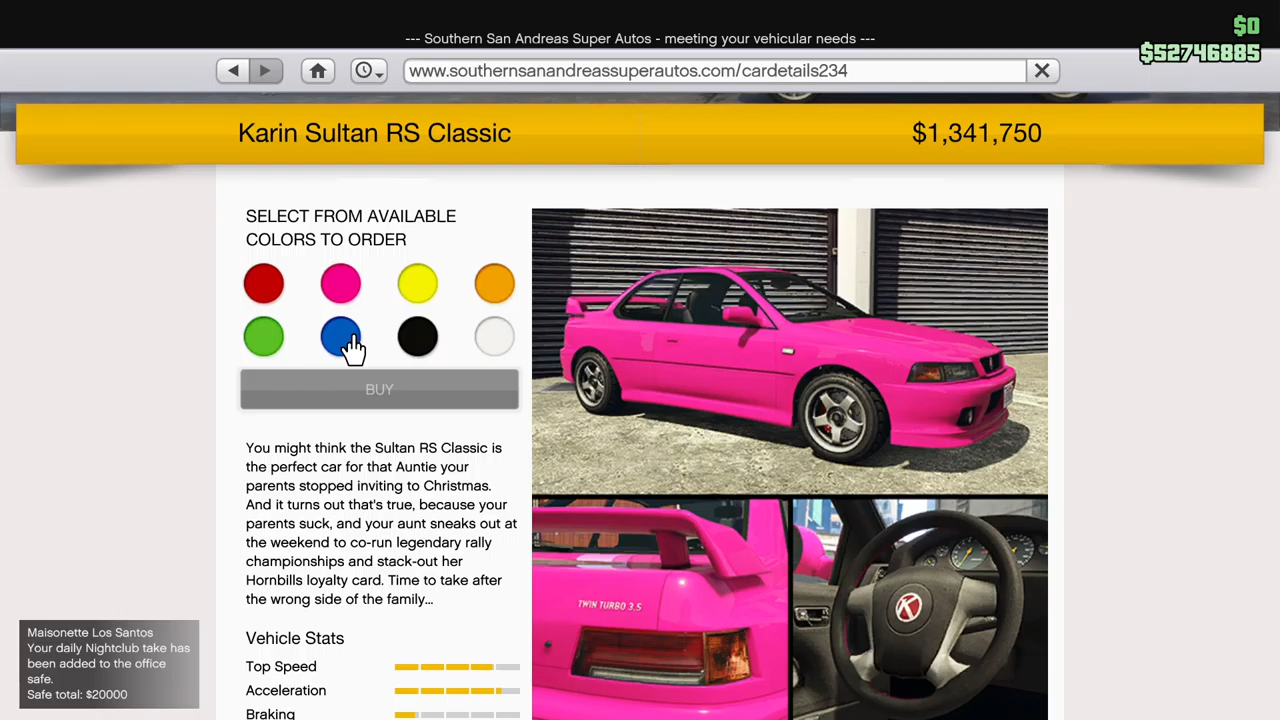 $0
--- Southern San Andreas Super Autos - meeting your vehicular needs ---
$52746885
www.southernsanandreassuperautos.com/cardetails234
Karin Sultan RS Classic
$1,341,750
SELECT FROM AVAILABLE
COLORS TO ORDER
BUY
You might think the Sultan RS Classic is
the perfect car for that Auntie your
parents stopped inviting to Christmas.
And it turns out that's true, because your
parents suck, and your aunt sneaks out at
the weekend to co-run legendary rally
championships and stack-out her
Hornbills loyalty card. Time to take after
the wrong side of the family...
TWIN TURBO 3.5
K
Vehicle Stats
Top Speed
Acceleration
Braking
Maisonette Los Santos
Your daily Nightclub take has
been added to the office
safe.
Safe total: $20000